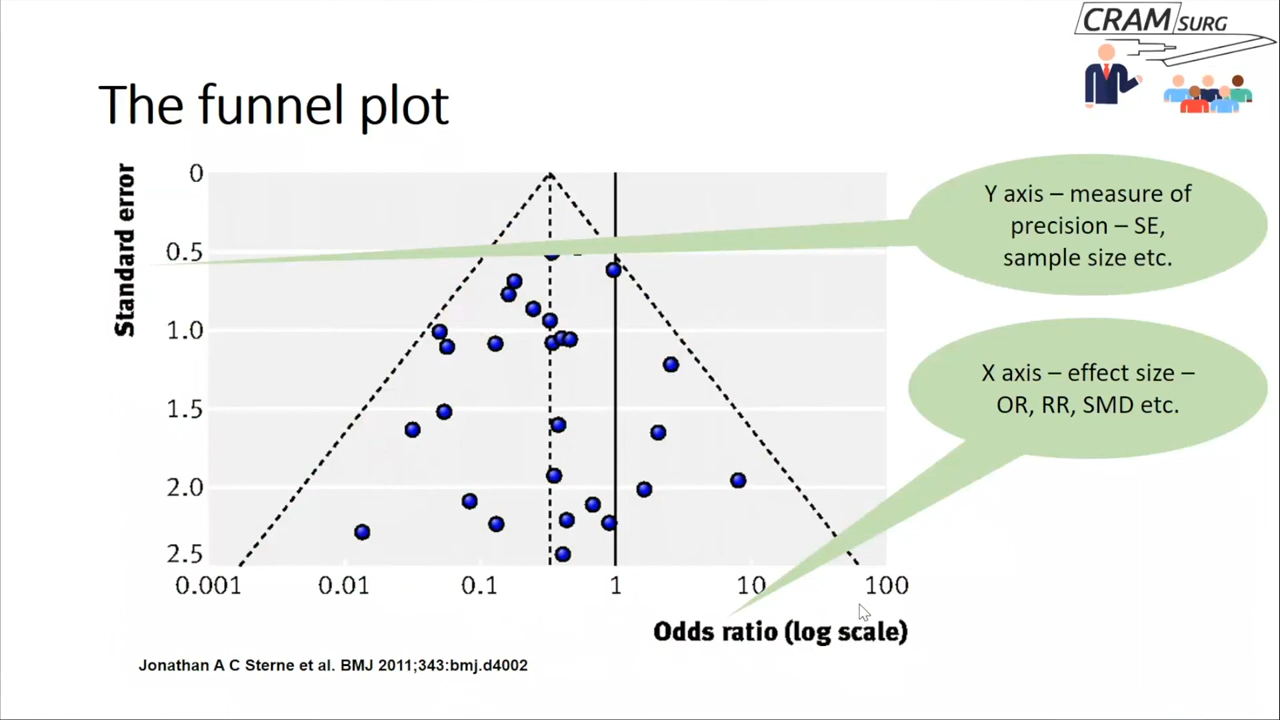 CRAM SURG
The funnel plot
Standard error
0
0.5
1.0
1.5
2.0
2.5
0.001 0.01 0.1 1 10 100
Odds ratio (log scale)
Y axis – measure of
precision – SE,
sample size etc.
X axis – effect size –
OR, RR, SMD etc.
Jonathan A C Sterne et al. BMJ 2011;343:bmj.d4002